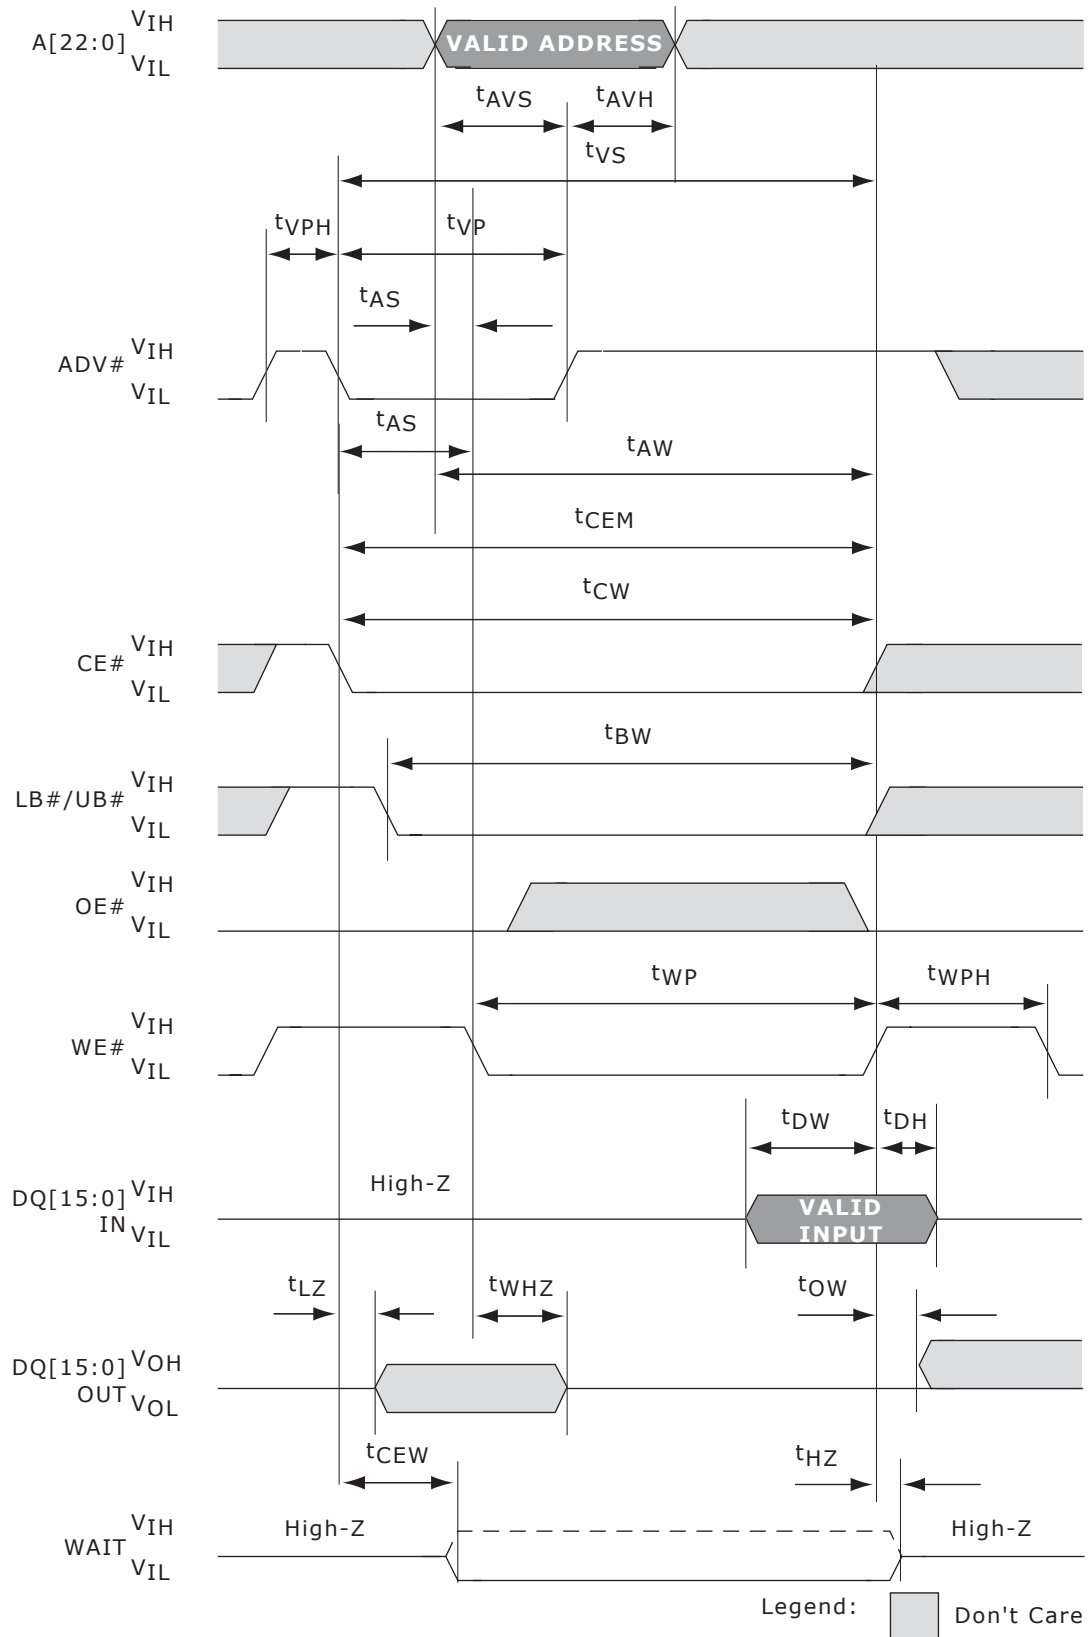 A[22:0] VIH
VIL
VALID ADDRESS
tAVS tAVH
tVS
tVPH tVP
tAS
ADV# VIH
VIL
tAS
tAW
tCEM
tCW
CE# VIH
VIL
tBW
LB#/UB# VIH
VIL
OE# VIH
VIL
tWP tWPH
WE# VIH
VIL
tDW tDH
High-Z
DQ[15:0] VIH
IN VIL
VALID
INPUT
tLZ tWHZ tOW
DQ[15:0] VOH
OUT VOL
tCEW tHZ
WAIT VIH
VIL
High-Z High-Z
Legend: Don't Care